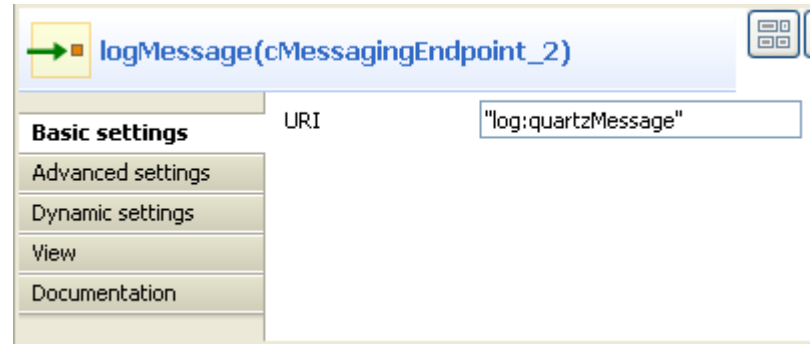 logMessage(cMessagingEndpoint_2)
Basic settings
URI "log:quartzMessage"
Advanced settings
Dynamic settings
View
Documentation